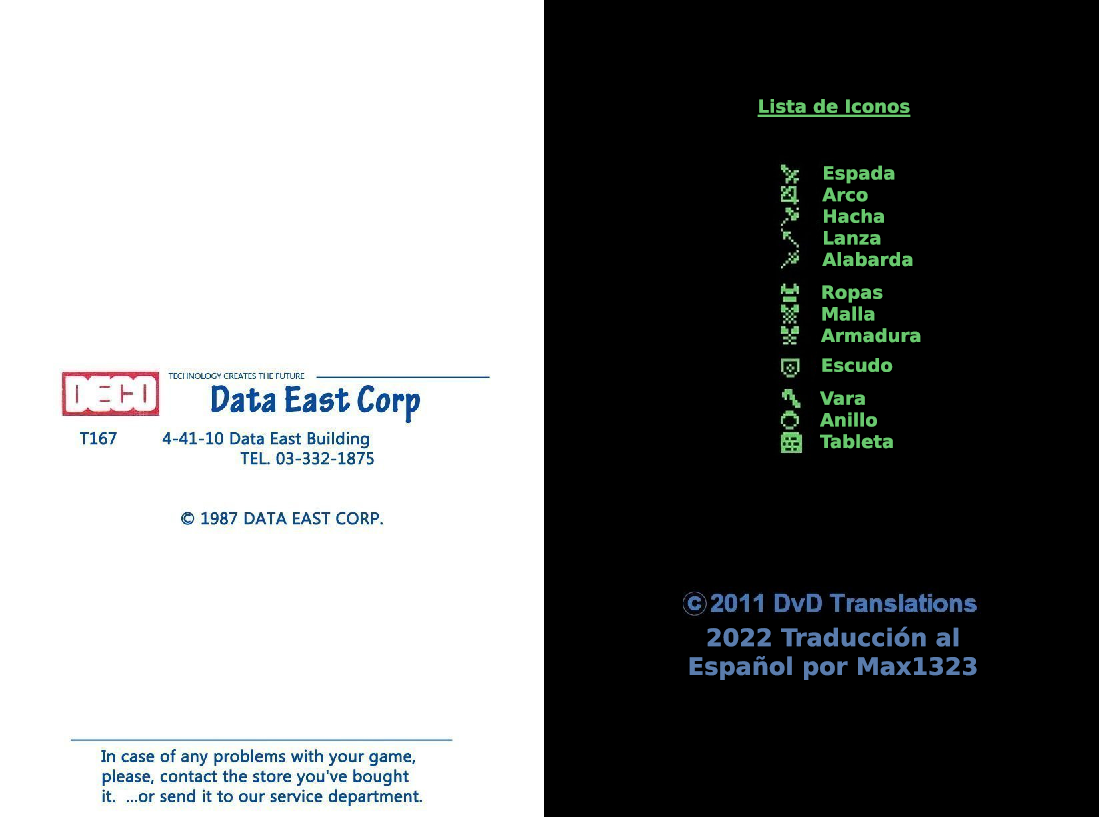 DECO
TECHNOLOGY CREATES THE FUTURE
Data East Corp
T167 4-41-10 Data East Building
TEL. 03-332-1875
© 1987 DATA EAST CORP.
In case of any problems with your game,
please, contact the store you've bought
it. ...or send it to our service department.
Lista de Iconos
Espada
Arco
Hacha
Lanza
Alabarda
Ropas
Malla
Armadura
Escudo
Vara
Anillo
Tableta
© 2011 DvD Translations
2022 Traducción al
Español por Max1323